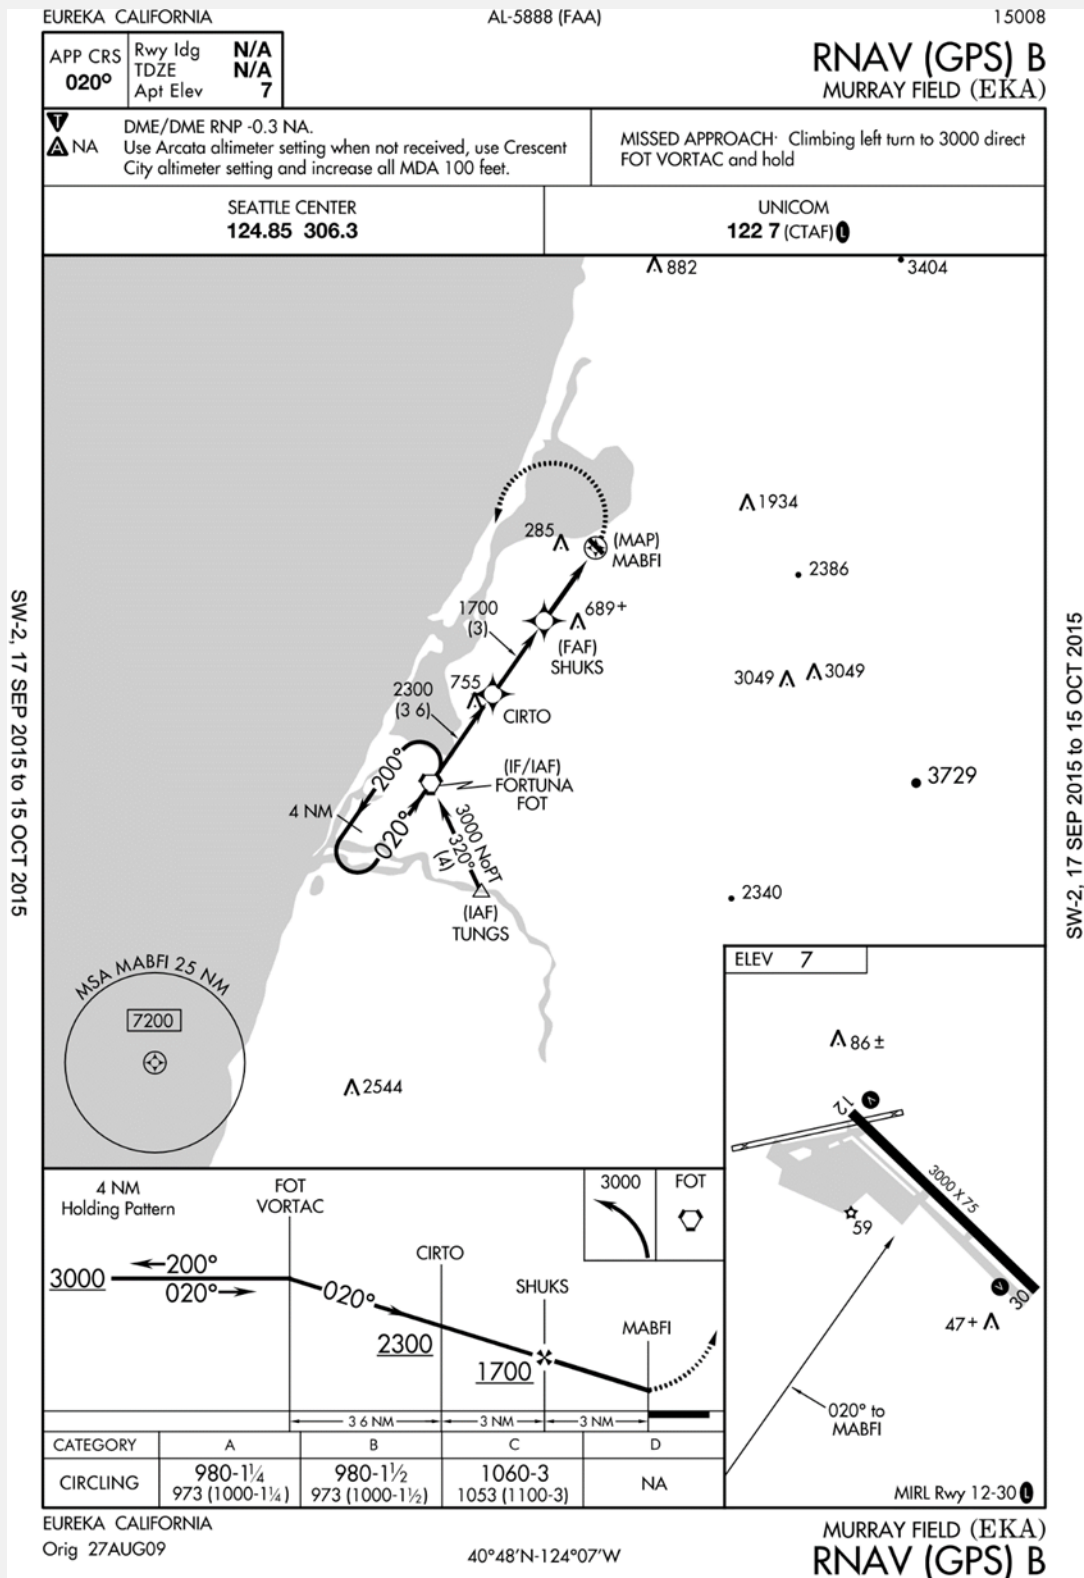 EUREKA CALIFORNIA
AL-5888 (FAA)
15008
APP CRS
020°
Rwy Idg N/A
TDZE N/A
Apt Elev 7
RNAV (GPS) B
MURRAY FIELD (EKA)
T
A NA
DME/DME RNP -0.3 NA.
Use Arcata altimeter setting when not received, use Crescent
City altimeter setting and increase all MDA 100 feet.
MISSED APPROACH· Climbing left turn to 3000 direct
FOT VORTAC and hold
SEATTLE CENTER
124.85 306.3
UNICOM
122 7 (CTAF) L
882
3404
1934
285
(MAP)
MABFI
2386
1700
(3)
689+
(FAF)
SHUKS
3049
3049
2300
(3 6)
755
CIRTO
3729
(IF/IAF)
FORTUNA
FOT
200°
020°
4 NM
3000 NoPT
320°
(4)
(IAF)
TUNGS
2340
MSA MABFI 25 NM
7200
2544
SW-2, 17 SEP 2015 to 15 OCT 2015
SW-2, 17 SEP 2015 to 15 OCT 2015
ELEV 7
86 ±
12
V
3000 X 75
59
V
30
47+
020° to
MABFI
MIRL Rwy 12-30 L
4 NM
Holding Pattern
FOT
VORTAC
3000
FOT
CIRTO
SHUKS
MABFI
3000
200°
020°
020°
2300
1700
3 6 NM
3 NM
3 NM
CATEGORY A B C D
CIRCLING
980-1¼
973 (1000-1¼)
980-1½
973 (1000-1½)
1060-3
1053 (1100-3)
NA
EUREKA CALIFORNIA
Orig 27AUG09
40°48'N-124°07'W
MURRAY FIELD (EKA)
RNAV (GPS) B